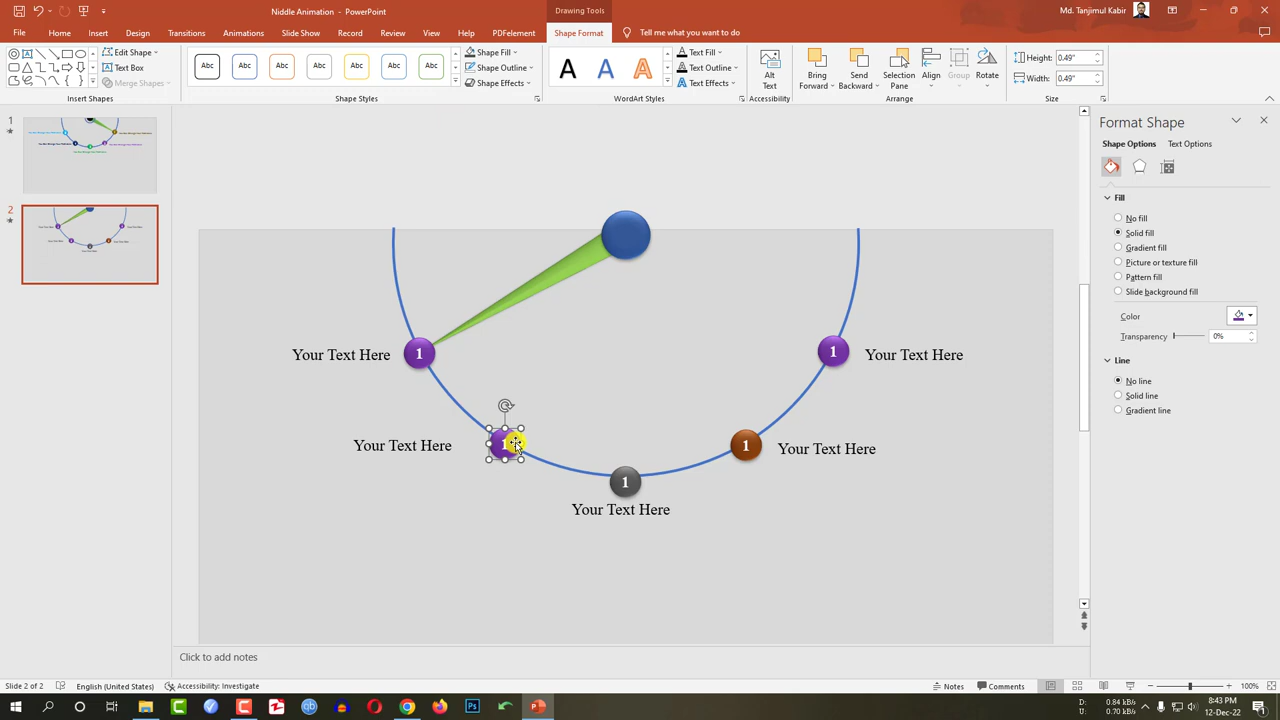 Niddle Animation - PowerPoint
Drawing Tools
Md. Tanjimul Kabir
File
Home
Insert
Design
Transitions
Animations
Slide Show
Record
Review
View
Help
PDFelement
Shape Format
Tell me what you want to do
Edit Shape
Text Box
Merge Shapes
Insert Shapes
Abc
Abc
Abc
Abc
Abc
Abc
Abc
Shape Fill
Shape Outline
Shape Effects
Shape Styles
A
A
A
Text Fill
Text Outline
Text Effects
WordArt Styles
Alt
Text
Accessibility
Bring
Forward
Send
Backward
Selection
Pane
Align
Group
Rotate
Arrange
Height:
0.49"
Width:
0.49"
Size
1
2
Your Text Here
1
1
Your Text Here
Your Text Here
1
1
Your Text Here
1
Your Text Here
Format Shape
Shape Options
Text Options
Fill
No fill
Solid fill
Gradient fill
Picture or texture fill
Pattern fill
Slide background fill
Color
Transparency
0%
Line
No line
Solid line
Gradient line
Click to add notes
Slide 2 of 2
English (United States)
Accessibility: Investigate
Notes
Comments
100%
D: 0.84 kB/s
U: 0.70 kB/s
8:43 PM
12-Dec-22